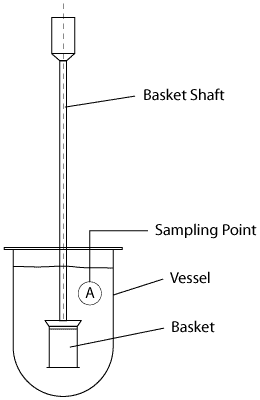 Basket Shaft
Sampling Point
Vessel
A
Basket